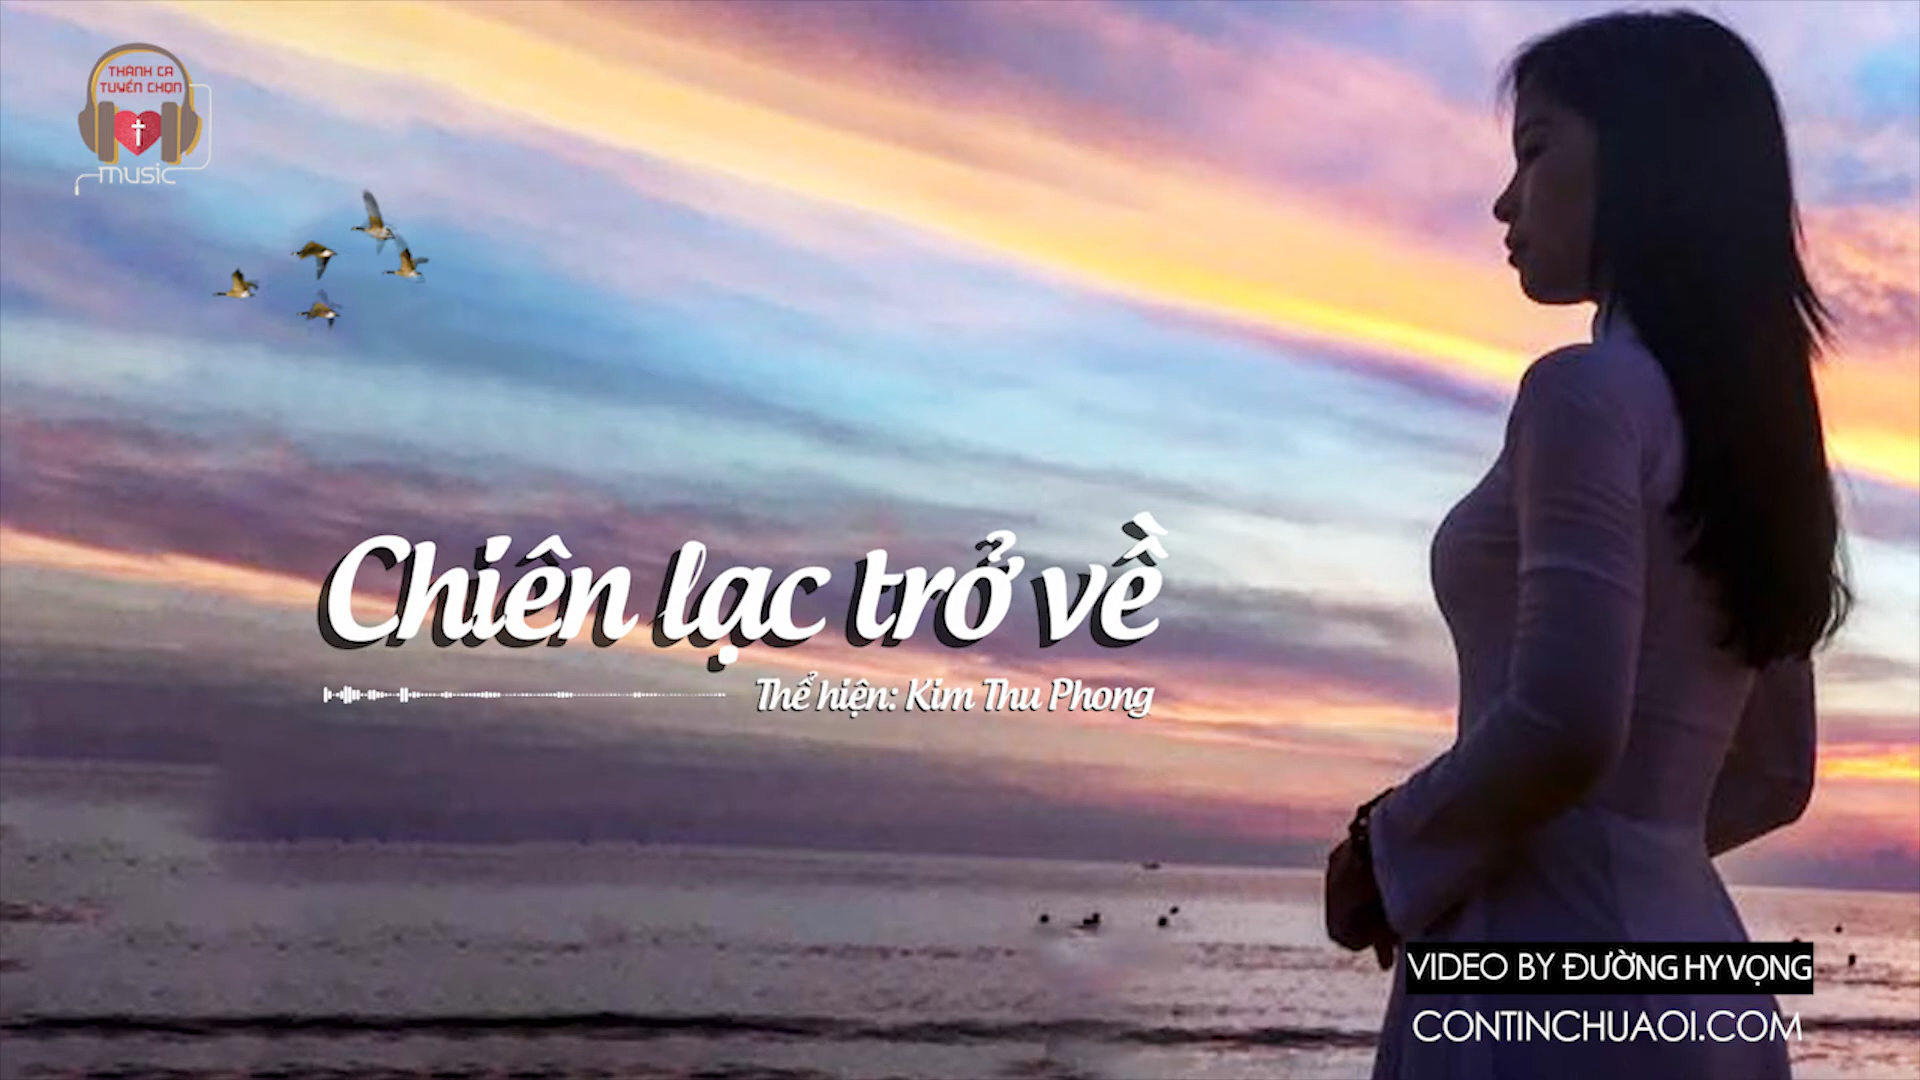 THÁNH CA
TUYỂN CHỌN
music
Chiên lạc trở về
Thể hiện: Kim Thu Phong
VIDEO BY ĐƯỜNG HY VỌNG
CONTINCHUAOI.COM